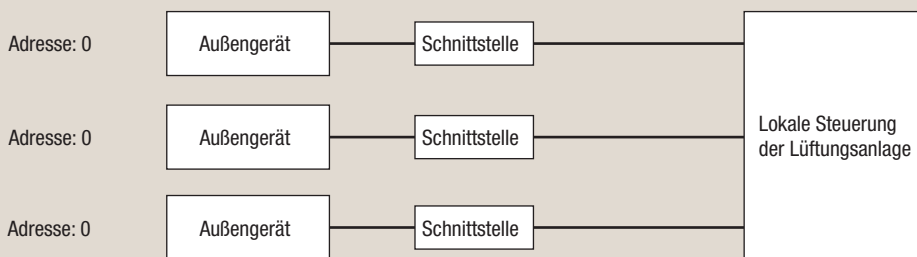 Adresse: 0 Außengerät Schnittstelle
Adresse: 0 Außengerät Schnittstelle
Lokale Steuerung
der Lüftungsanlage
Adresse: 0 Außengerät Schnittstelle